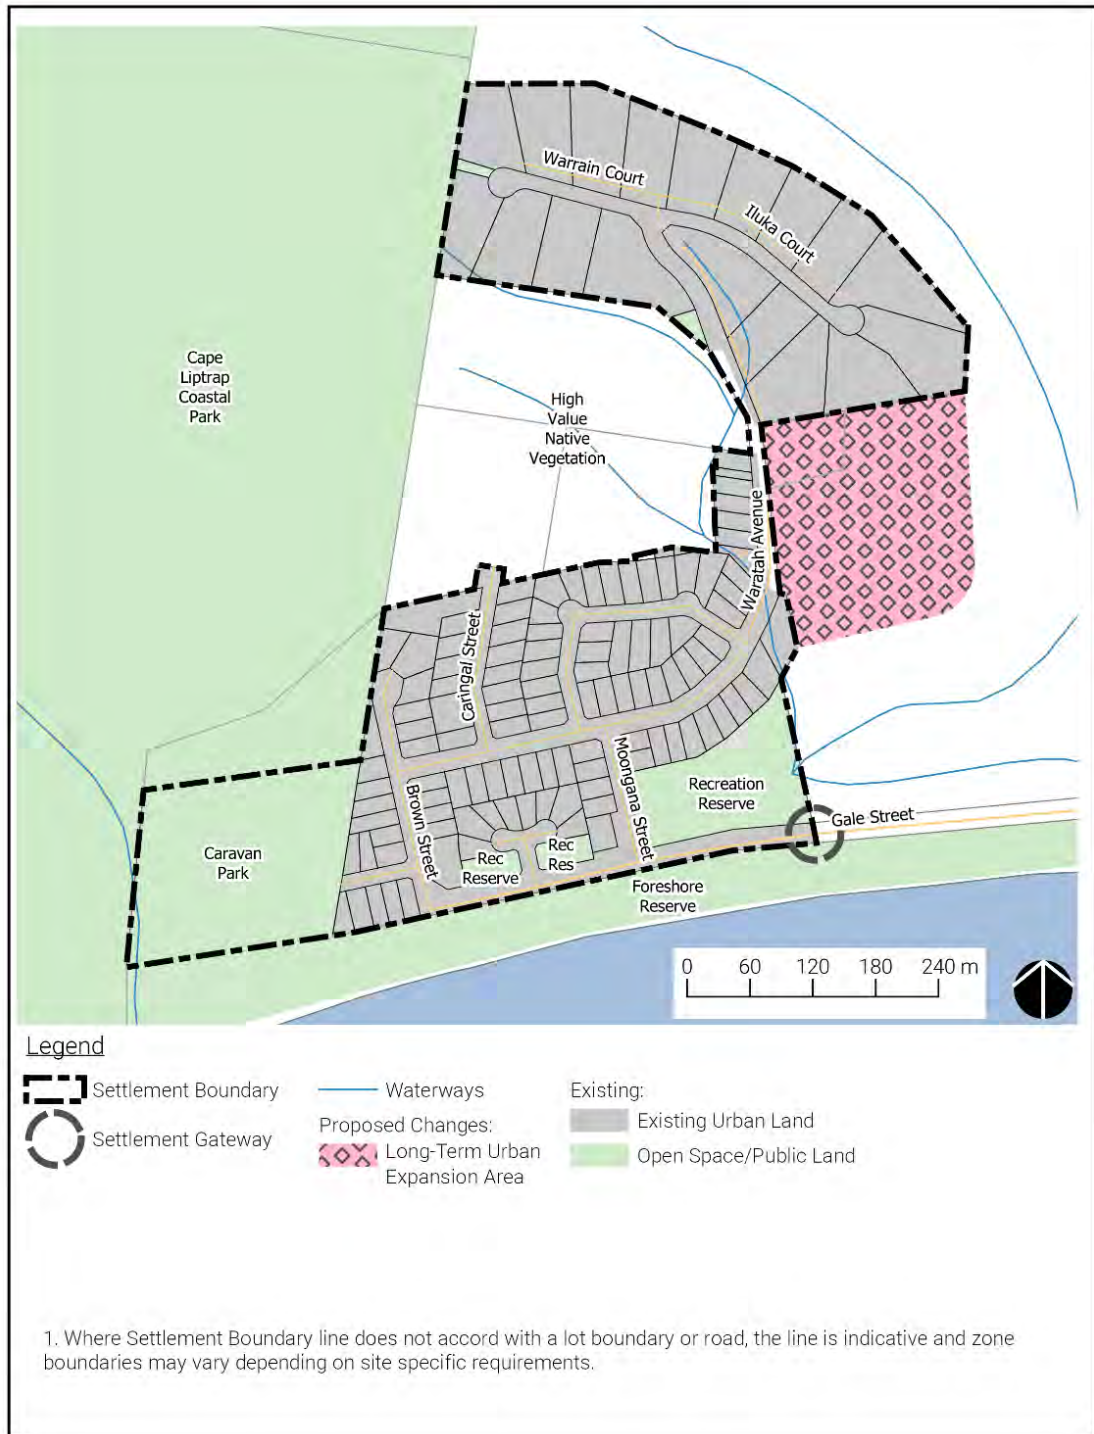 Warrain Court
Iluka Court
Cape
Liptrap
Coastal
Park
High
Value
Native
Vegetation
Waratah Avenue
Caringal Street
Moongana Street
Brown Street
Recreation
Reserve
Gale Street
Caravan
Park
Rec
Reserve
Rec
Res
Foreshore
Reserve
0 60 120 180 240 m
Legend
Settlement Boundary
Settlement Gateway
Waterways
Proposed Changes:
Long-Term Urban
Expansion Area
Existing:
Existing Urban Land
Open Space/Public Land
1. Where Settlement Boundary line does not accord with a lot boundary or road, the line is indicative and zone
boundaries may vary depending on site specific requirements.